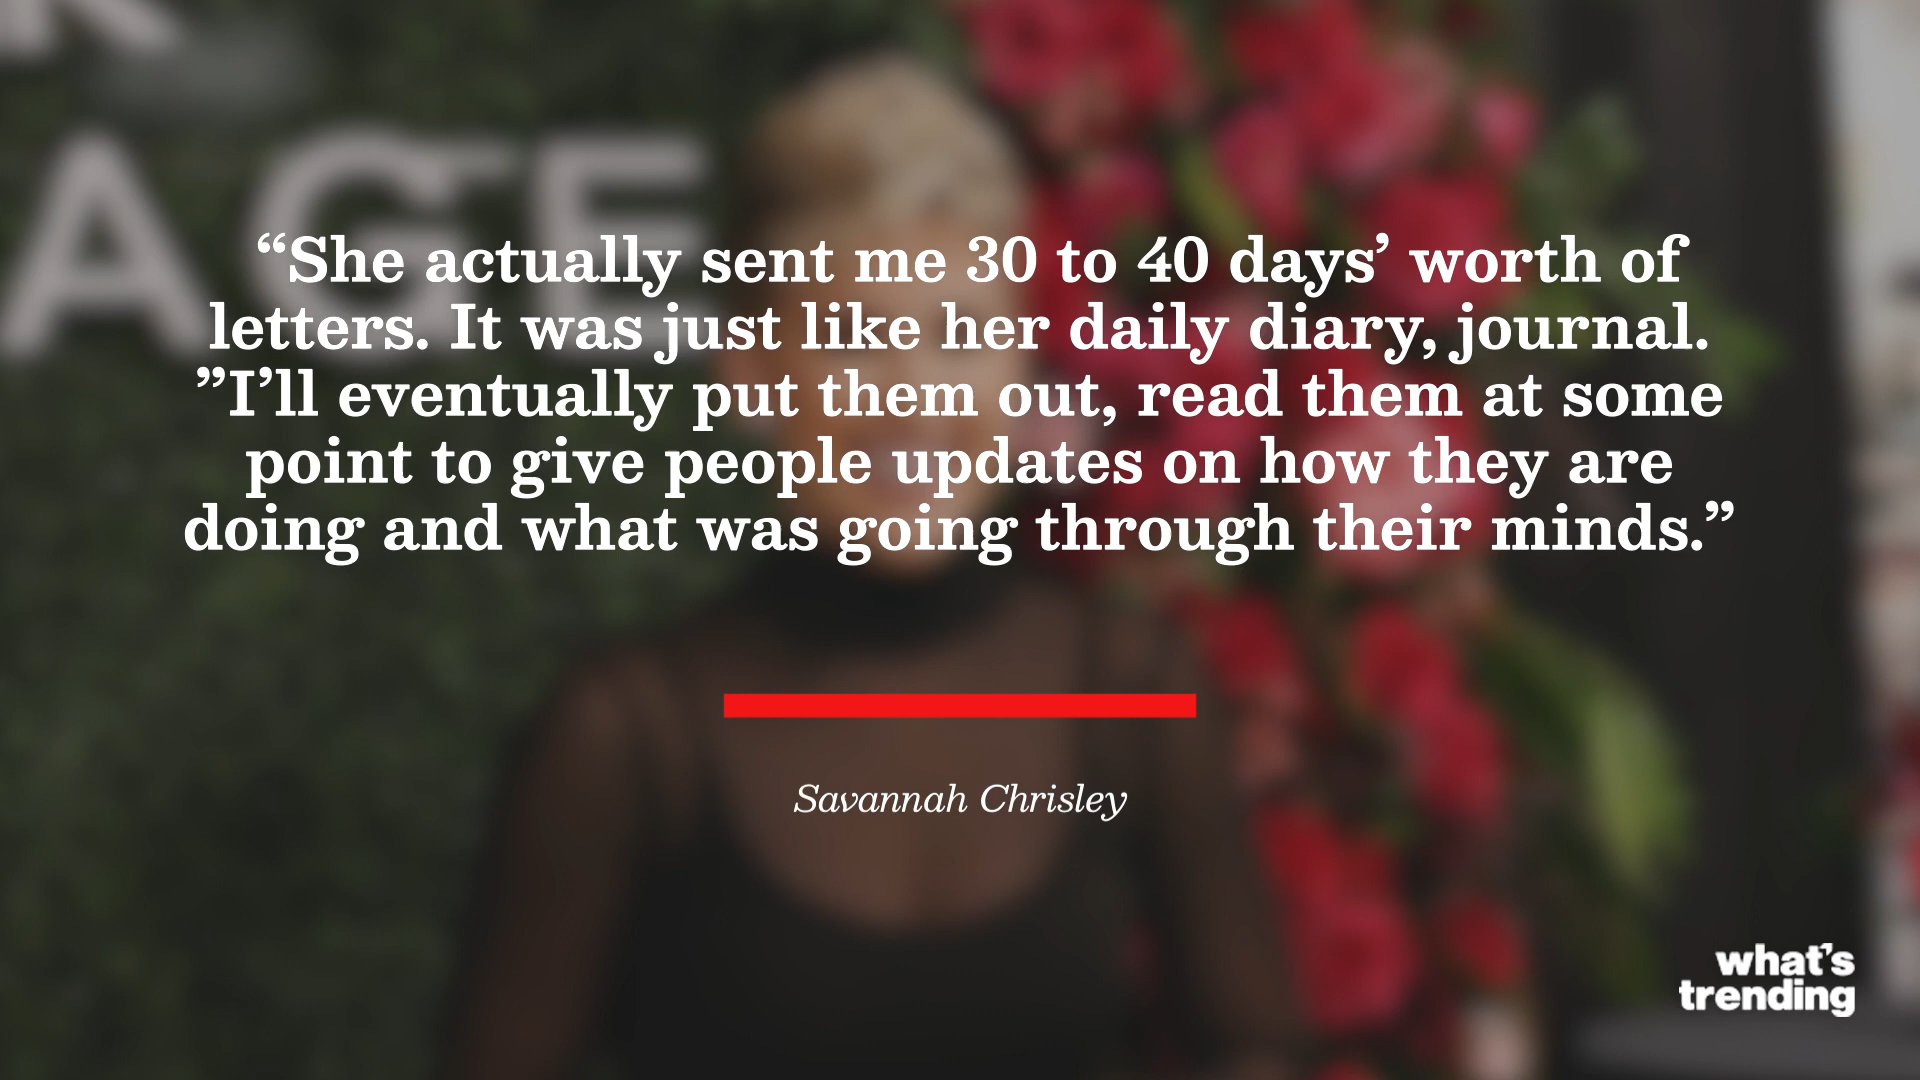 R
AGE
“She actually sent me 30 to 40 days’ worth of
letters. It was just like her daily diary, journal.
”I’ll eventually put them out, read them at some
point to give people updates on how they are
doing and what was going through their minds.”
Savannah Chrisley
what’s
trending